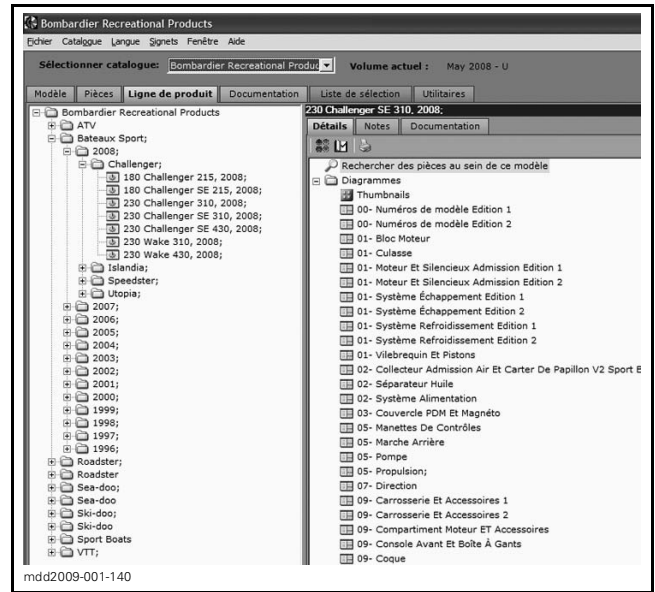 Bombardier Recreational Products
Fichier Catalogue Langue Signets Fenêtre Aide
Sélectionner catalogue: Bombardier Recreational Produc Volume actuel : May 2008 - U
Modèle Pièces Ligne de produit Documentation Liste de sélection Utilitaires
Bombardier Recreational Products
ATV
Bateaux Sport;
2008;
Challenger;
180 Challenger 215, 2008;
180 Challenger SE 215, 2008;
230 Challenger 310, 2008;
230 Challenger SE 310, 2008;
230 Challenger SE 430, 2008;
230 Wake 310, 2008;
230 Wake 430, 2008;
Islandia;
Speedster;
Utopia;
2007;
2006;
2005;
2004;
2003;
2002;
2001;
2000;
1999;
1998;
1997;
1996;
Roadster;
Roadster
Sea-doo;
Sea-doo
Ski-doo;
Ski-doo
Sport Boats
VTT;
230 Challenger SE 310, 2008;
Détails Notes Documentation
Rechercher des pièces au sein de ce modèle
Diagrammes
Thumbnails
00- Numéros de modèle Edition 1
00- Numéros de modèle Edition 2
01- Bloc Moteur
01- Culasse
01- Moteur Et Silencieux Admission Edition 1
01- Moteur Et Silencieux Admission Edition 2
01- Système Échappement Edition 1
01- Système Échappement Edition 2
01- Système Refroidissement Edition 1
01- Système Refroidissement Edition 2
01- Vilebrequin Et Pistons
02- Collecteur Admission Air Et Carter De Papillon V2 Sport B
02- Séparateur Huile
02- Système Alimentation
03- Couvercle PDM Et Magnéto
05- Manettes De Contrôles
05- Marche Arrière
05- Pompe
05- Propulsion;
07- Direction
09- Carrosserie Et Accessoires 1
09- Carrosserie Et Accessoires 2
09- Compartiment Moteur ET Accessoires
09- Console Avant Et Boîte À Gants
09- Coque
mdd2009-001-140